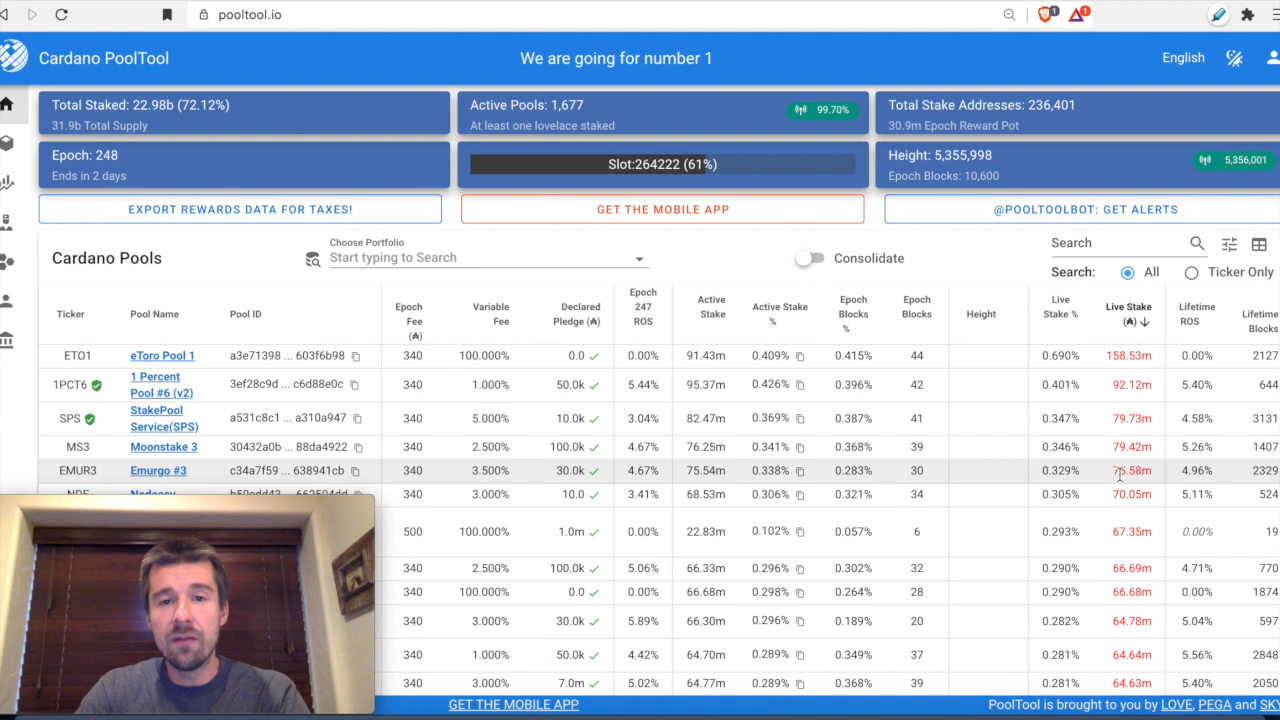 pooltool.io
1
1
Cardano PoolTool
We are going for number 1
English
Total Staked: 22.98b (72.12%)
31.9b Total Supply
Active Pools: 1,677
At least one lovelace staked
99.70%
Total Stake Addresses: 236,401
30.9m Epoch Reward Pot
Epoch: 248
Ends in 2 days
Slot:264222 (61%)
Height: 5,355,998
Epoch Blocks: 10,600
5,356,001
EXPORT REWARDS DATA FOR TAXES!
GET THE MOBILE APP
@POOLTOOLBOT: GET ALERTS
Cardano Pools
Choose Portfolio
Start typing to Search
Consolidate
Search
Search: All Ticker Only
Ticker Pool Name Pool ID Epoch Fee (₳) Variable Fee Declared Pledge (₳) Epoch 247 ROS Active Stake Active Stake % Epoch Blocks % Epoch Blocks Height Live Stake % Live Stake (₳) Lifetime ROS Lifetime Blocks
ETO1 eToro Pool 1 a3e71398 ... 603f6b98 340 100.000% 0.0 0.00% 91.43m 0.409% 0.415% 44 0.690% 158.53m 0.00% 2127
1PCT6 1 Percent Pool #6 (v2) 3ef28c9d ... c6d88e0c 340 1.000% 50.0k 5.44% 95.37m 0.426% 0.396% 42 0.401% 92.12m 5.40% 644
SPS StakePool Service(SPS) a531c8c1 ... a310a947 340 5.000% 10.0k 3.04% 82.47m 0.369% 0.387% 41 0.347% 79.73m 4.58% 3131
MS3 Moonstake 3 30432a0b ... 88da4922 340 2.500% 100.0k 4.67% 76.25m 0.341% 0.368% 39 0.346% 79.42m 5.26% 1407
EMUR3 Emurgo #3 c34a7f59 ... 638941cb 340 3.500% 30.0k 4.67% 75.54m 0.338% 0.283% 30 0.329% 75.58m 4.96% 2329
340 3.000% 10.0 3.41% 68.53m 0.306% 0.321% 34 0.305% 70.05m 5.11% 524
500 100.000% 1.0m 0.00% 22.83m 0.102% 0.057% 6 0.293% 67.35m 0.00% 19
340 2.500% 100.0k 5.06% 66.33m 0.296% 0.302% 32 0.290% 66.69m 4.71% 770
340 100.000% 0.0 0.00% 66.68m 0.298% 0.264% 28 0.290% 66.68m 0.00% 1874
340 3.000% 30.0k 5.89% 66.30m 0.296% 0.189% 20 0.282% 64.78m 5.04% 597
340 1.000% 50.0k 4.42% 64.70m 0.289% 0.349% 37 0.281% 64.64m 5.56% 2848
340 3.000% 7.0m 5.02% 64.77m 0.289% 0.368% 39 0.281% 64.63m 5.40% 2050
GET THE MOBILE APP
PoolTool is brought to you by LOVE, PEGA and SK